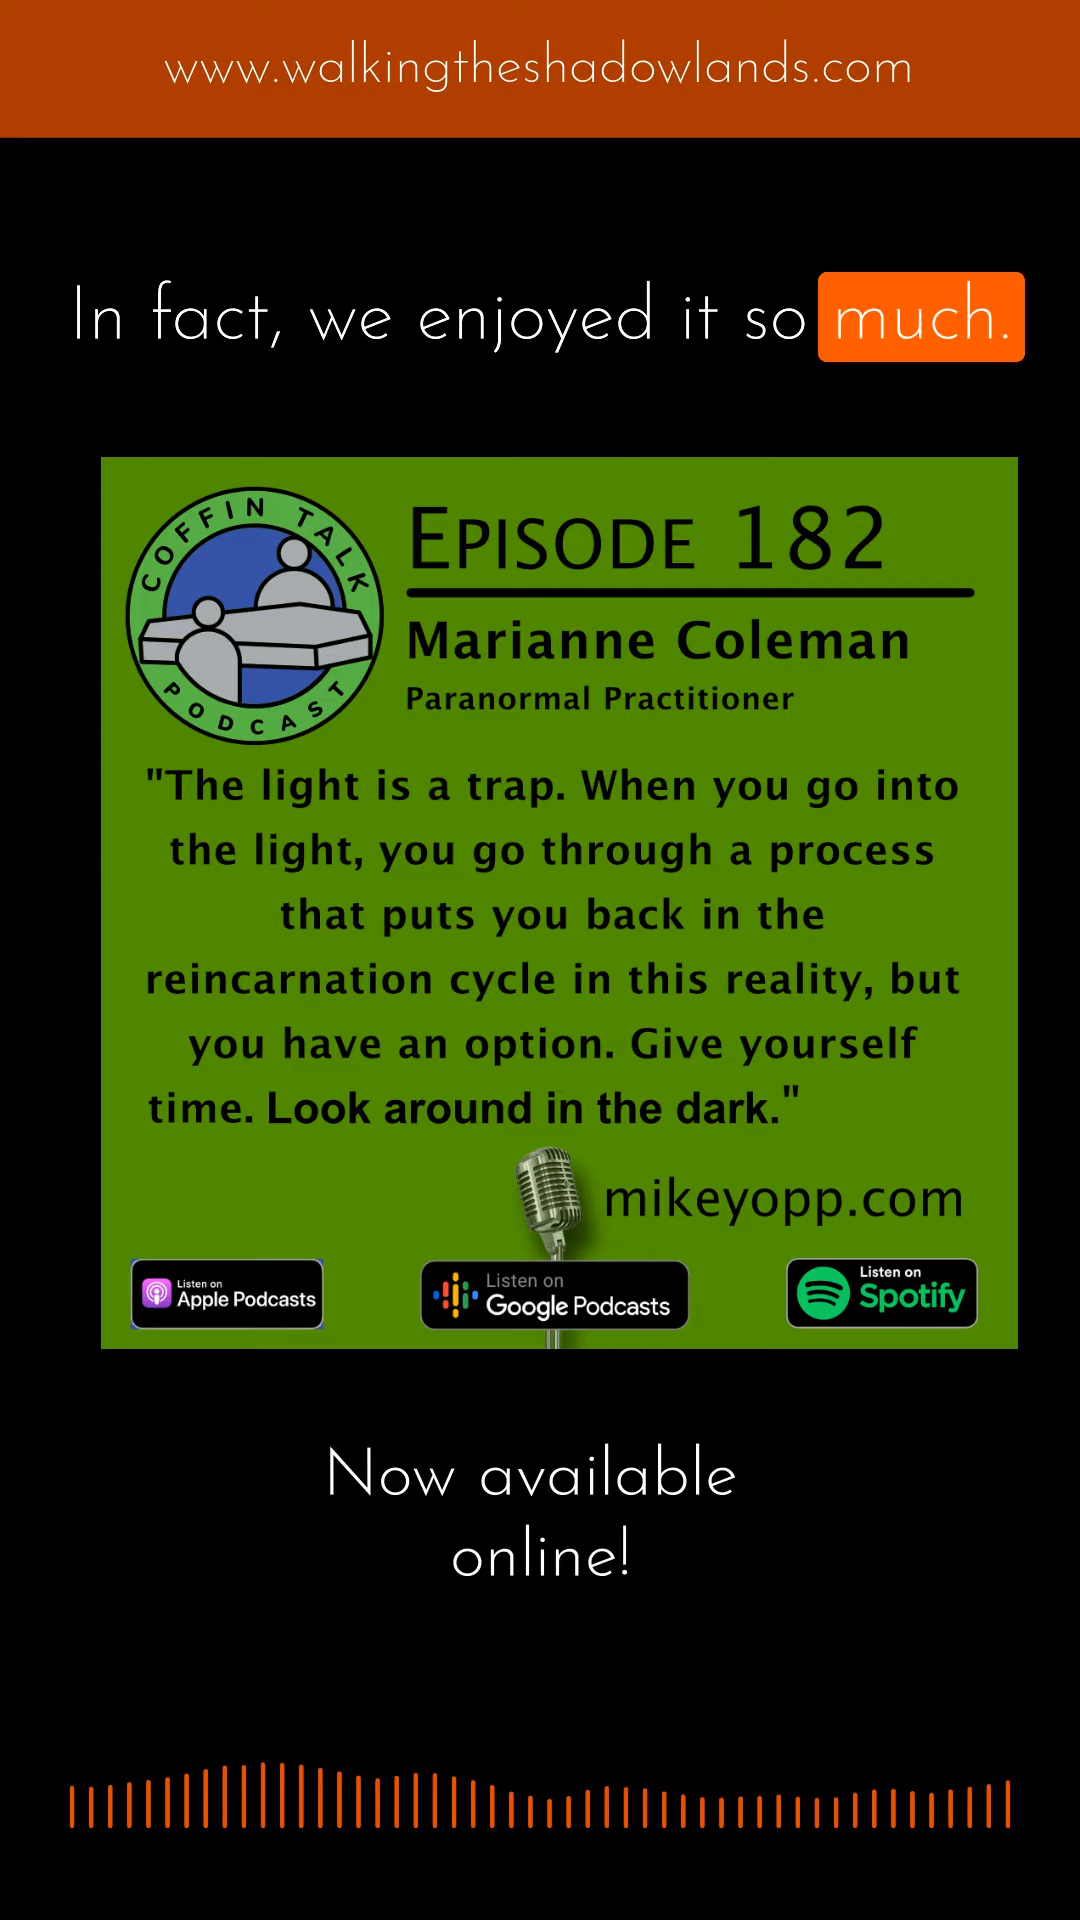 www.walkingtheshadowlands.com
In fact, we enjoyed it so much.
COFFIN TALK
PODCAST
EPISODE 182
Marianne Coleman
Paranormal Practitioner
"The light is a trap. When you go into
the light, you go through a process
that puts you back in the
reincarnation cycle in this reality, but
you have an option. Give yourself
time. Look around in the dark."
mikeyopp.com
Listen on
Apple Podcasts
Listen on
Google Podcasts
Listen on
Spotify
Now available
online!